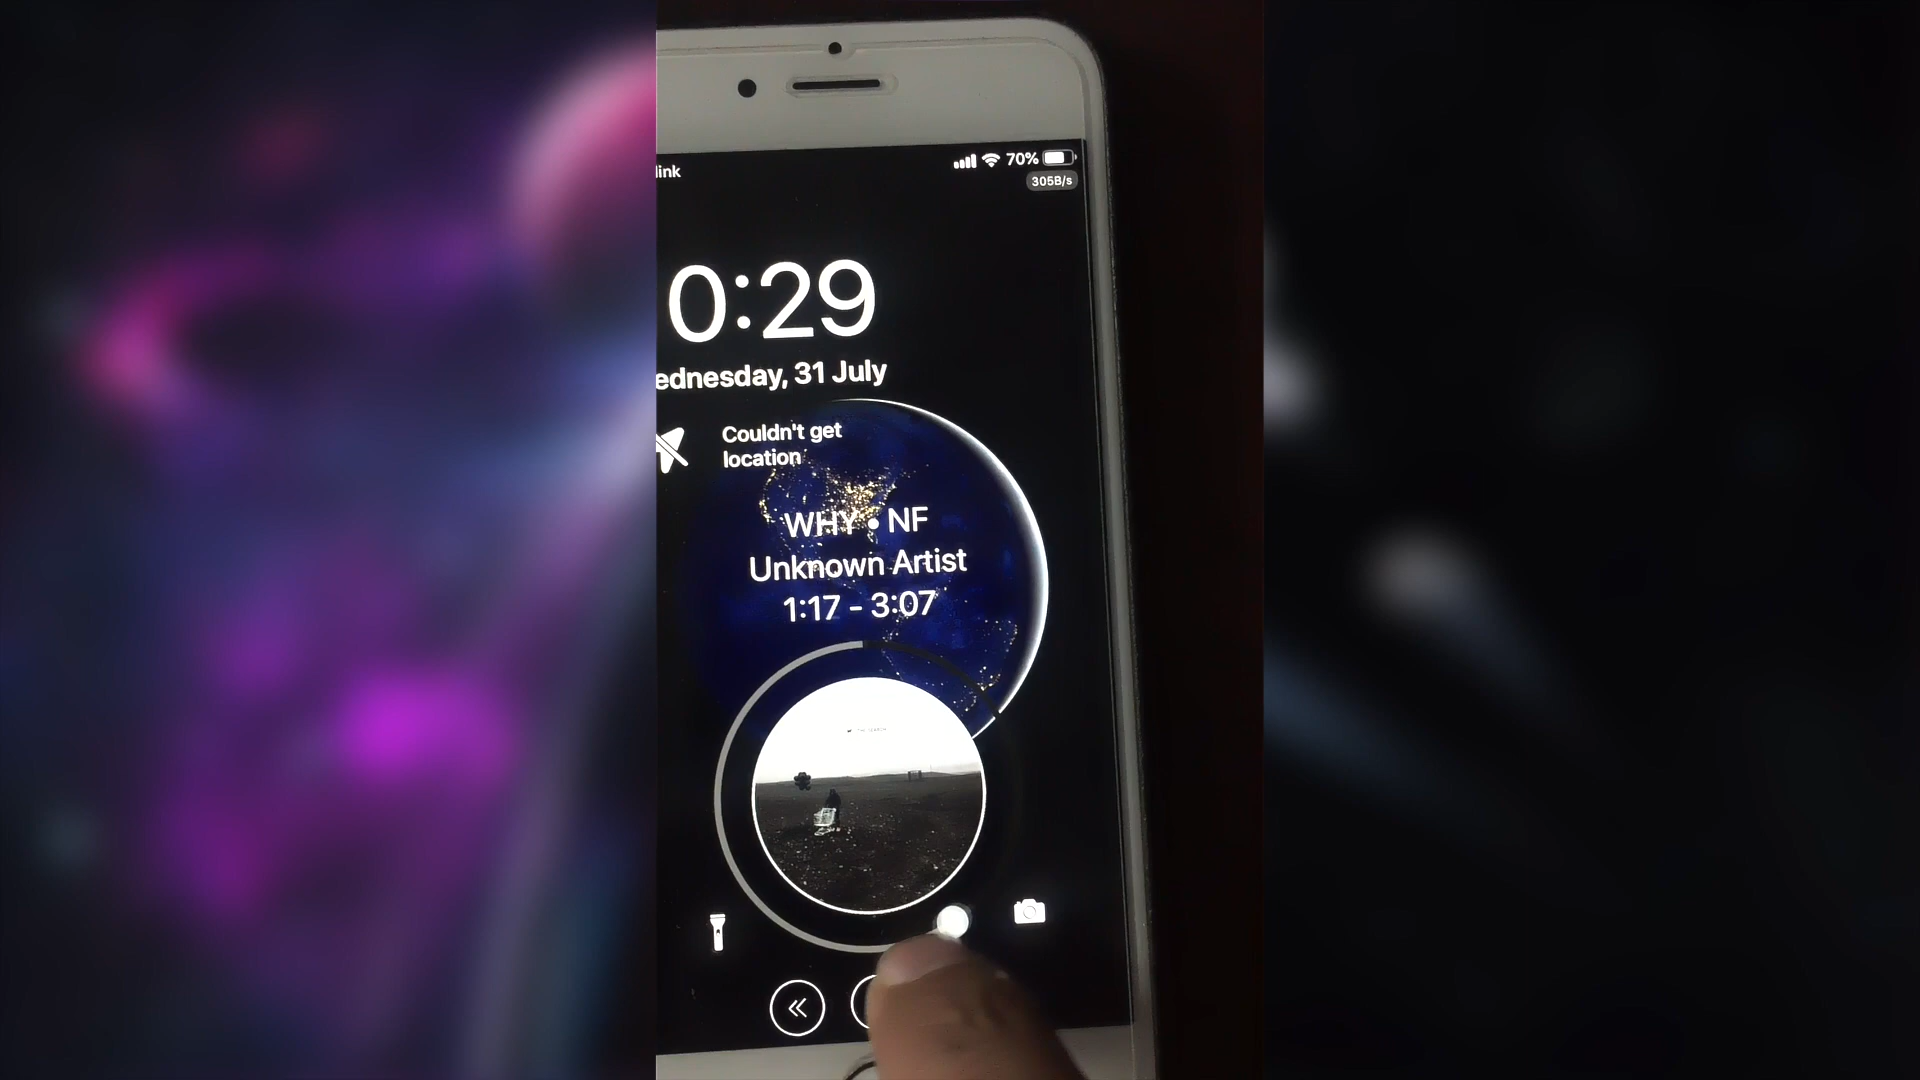 link 70%
305B/s
0:29
ednesday, 31 July
Couldn't get
location
WHY • NF
Unknown Artist
1:17 - 3:07